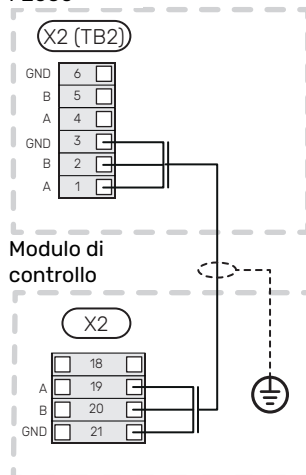 X2 (TB2)
GND 6
B 5
A 4
GND 3
B 2
A 1
Modulo di
controllo
X2
18
A 19
B 20
GND 21